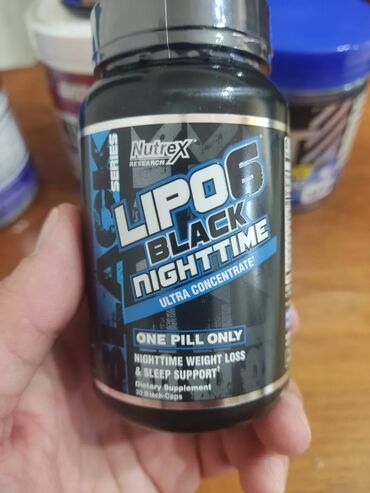 BLACK SERIES
Nutrex
RESEARCH
LIPO6
BLACK
NIGHTTIME
ULTRA CONCENTRATE†
ONE PILL ONLY
NIGHTTIME WEIGHT LOSS
& SLEEP SUPPORT†
Dietary Supplement
30 Black-Caps